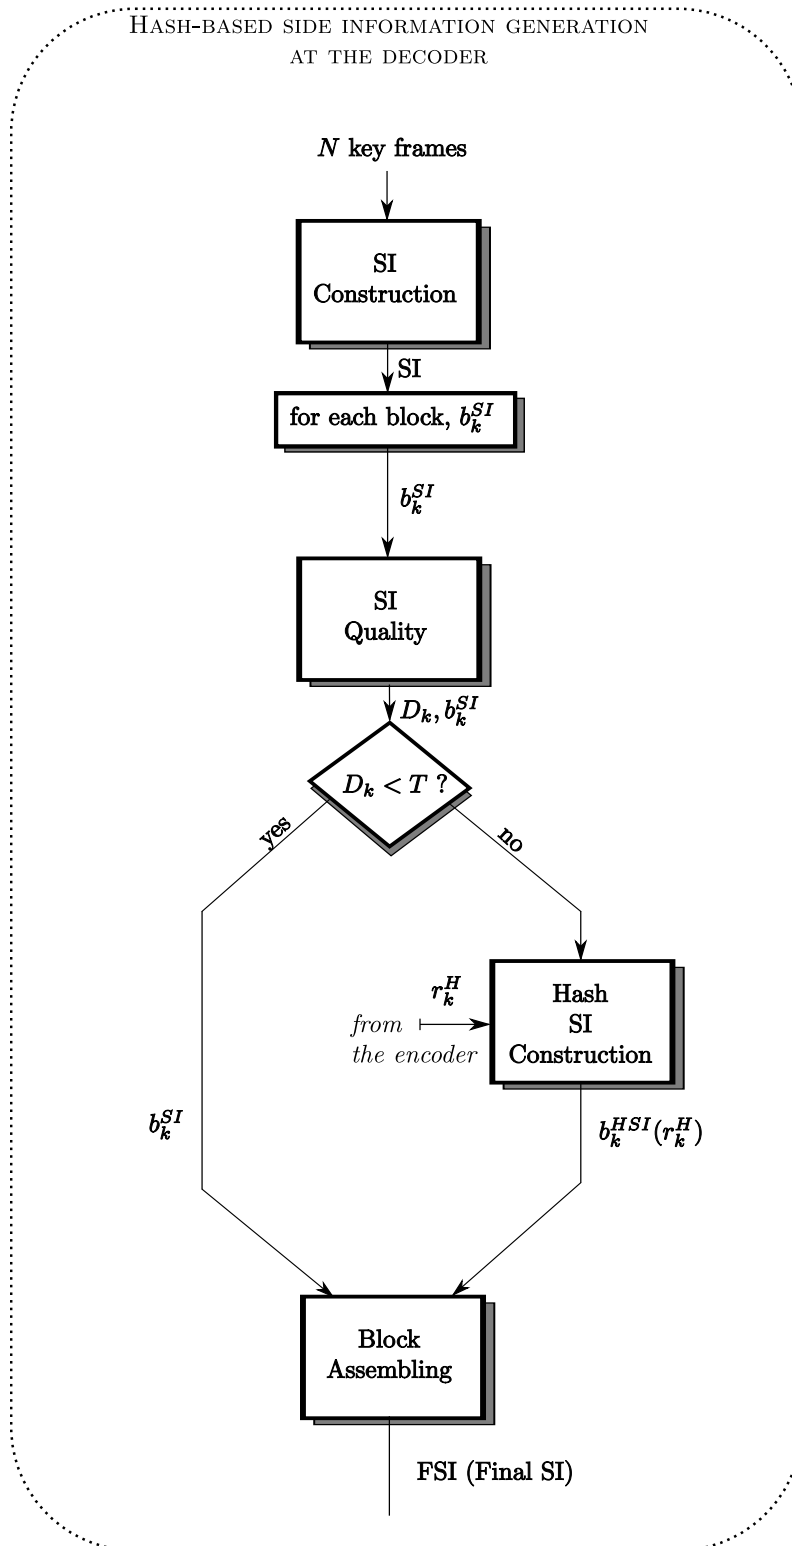 HASH-BASED SIDE INFORMATION GENERATION
AT THE DECODER
N key frames
SI
Construction
SI
for each block, b_k^{SI}
b_k^{SI}
SI
Quality
D_k, b_k^{SI}
D_k < T ?
yes
no
r_k^H
from
the encoder
Hash
SI
Construction
b_k^{SI}
b_k^{HSI}(r_k^H)
Block
Assembling
FSI (Final SI)